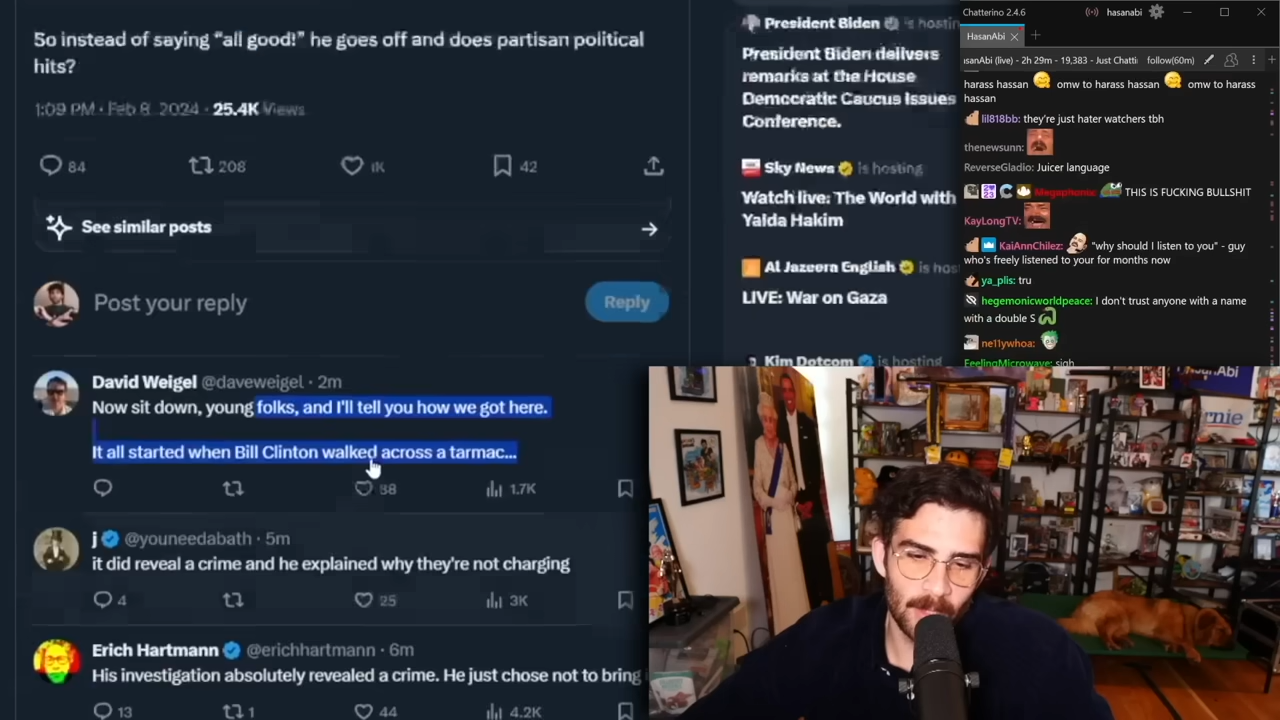 So instead of saying “all good!” he goes off and does partisan political
hits?
1:09 PM · Feb 8, 2024 · 25.4K Views
84
208
1K
42
See similar posts
Post your reply
Reply
David Weigel @daveweigel · 2m
Now sit down, young folks, and I'll tell you how we got here.
It all started when Bill Clinton walked across a tarmac...
1.7K
j @youneedabath · 5m
it did reveal a crime and he explained why they're not charging
4
25
3K
Erich Hartmann @erichhartmann · 6m
His investigation absolutely revealed a crime. He just chose not to bring
13
1
44
4.2K
President Biden is hostin
President Biden delivers
remarks at the House
Democratic Caucus Issues
Conference.
Sky News is hosting
Watch live: The World with
Yalda Hakim
Al Jazeera English is hos
LIVE: War on Gaza
Kim Dotcom is hosting
Chatterino 2.4.6
hasanabi
HasanAbi
sanAbi (live) - 2h 29m - 19,383 - Just Chatti
follow(60m)
harass hassan omw to harass hassan omw to harass
hassan
lil818bb: they're just hater watchers tbh
thenewsunn:
ReverseGladio: Juicer language
Megaphonix: THIS IS FUCKING BULLSHIT
KayLongTV:
KaiAnnChilez: "why should I listen to you" - guy
who's freely listened to your for months now
ya_plis: tru
hegemonicworldpeace: I don't trust anyone with a name
with a double S
ne11ywhoa:
FeelingMicrowave: sigh
ernie